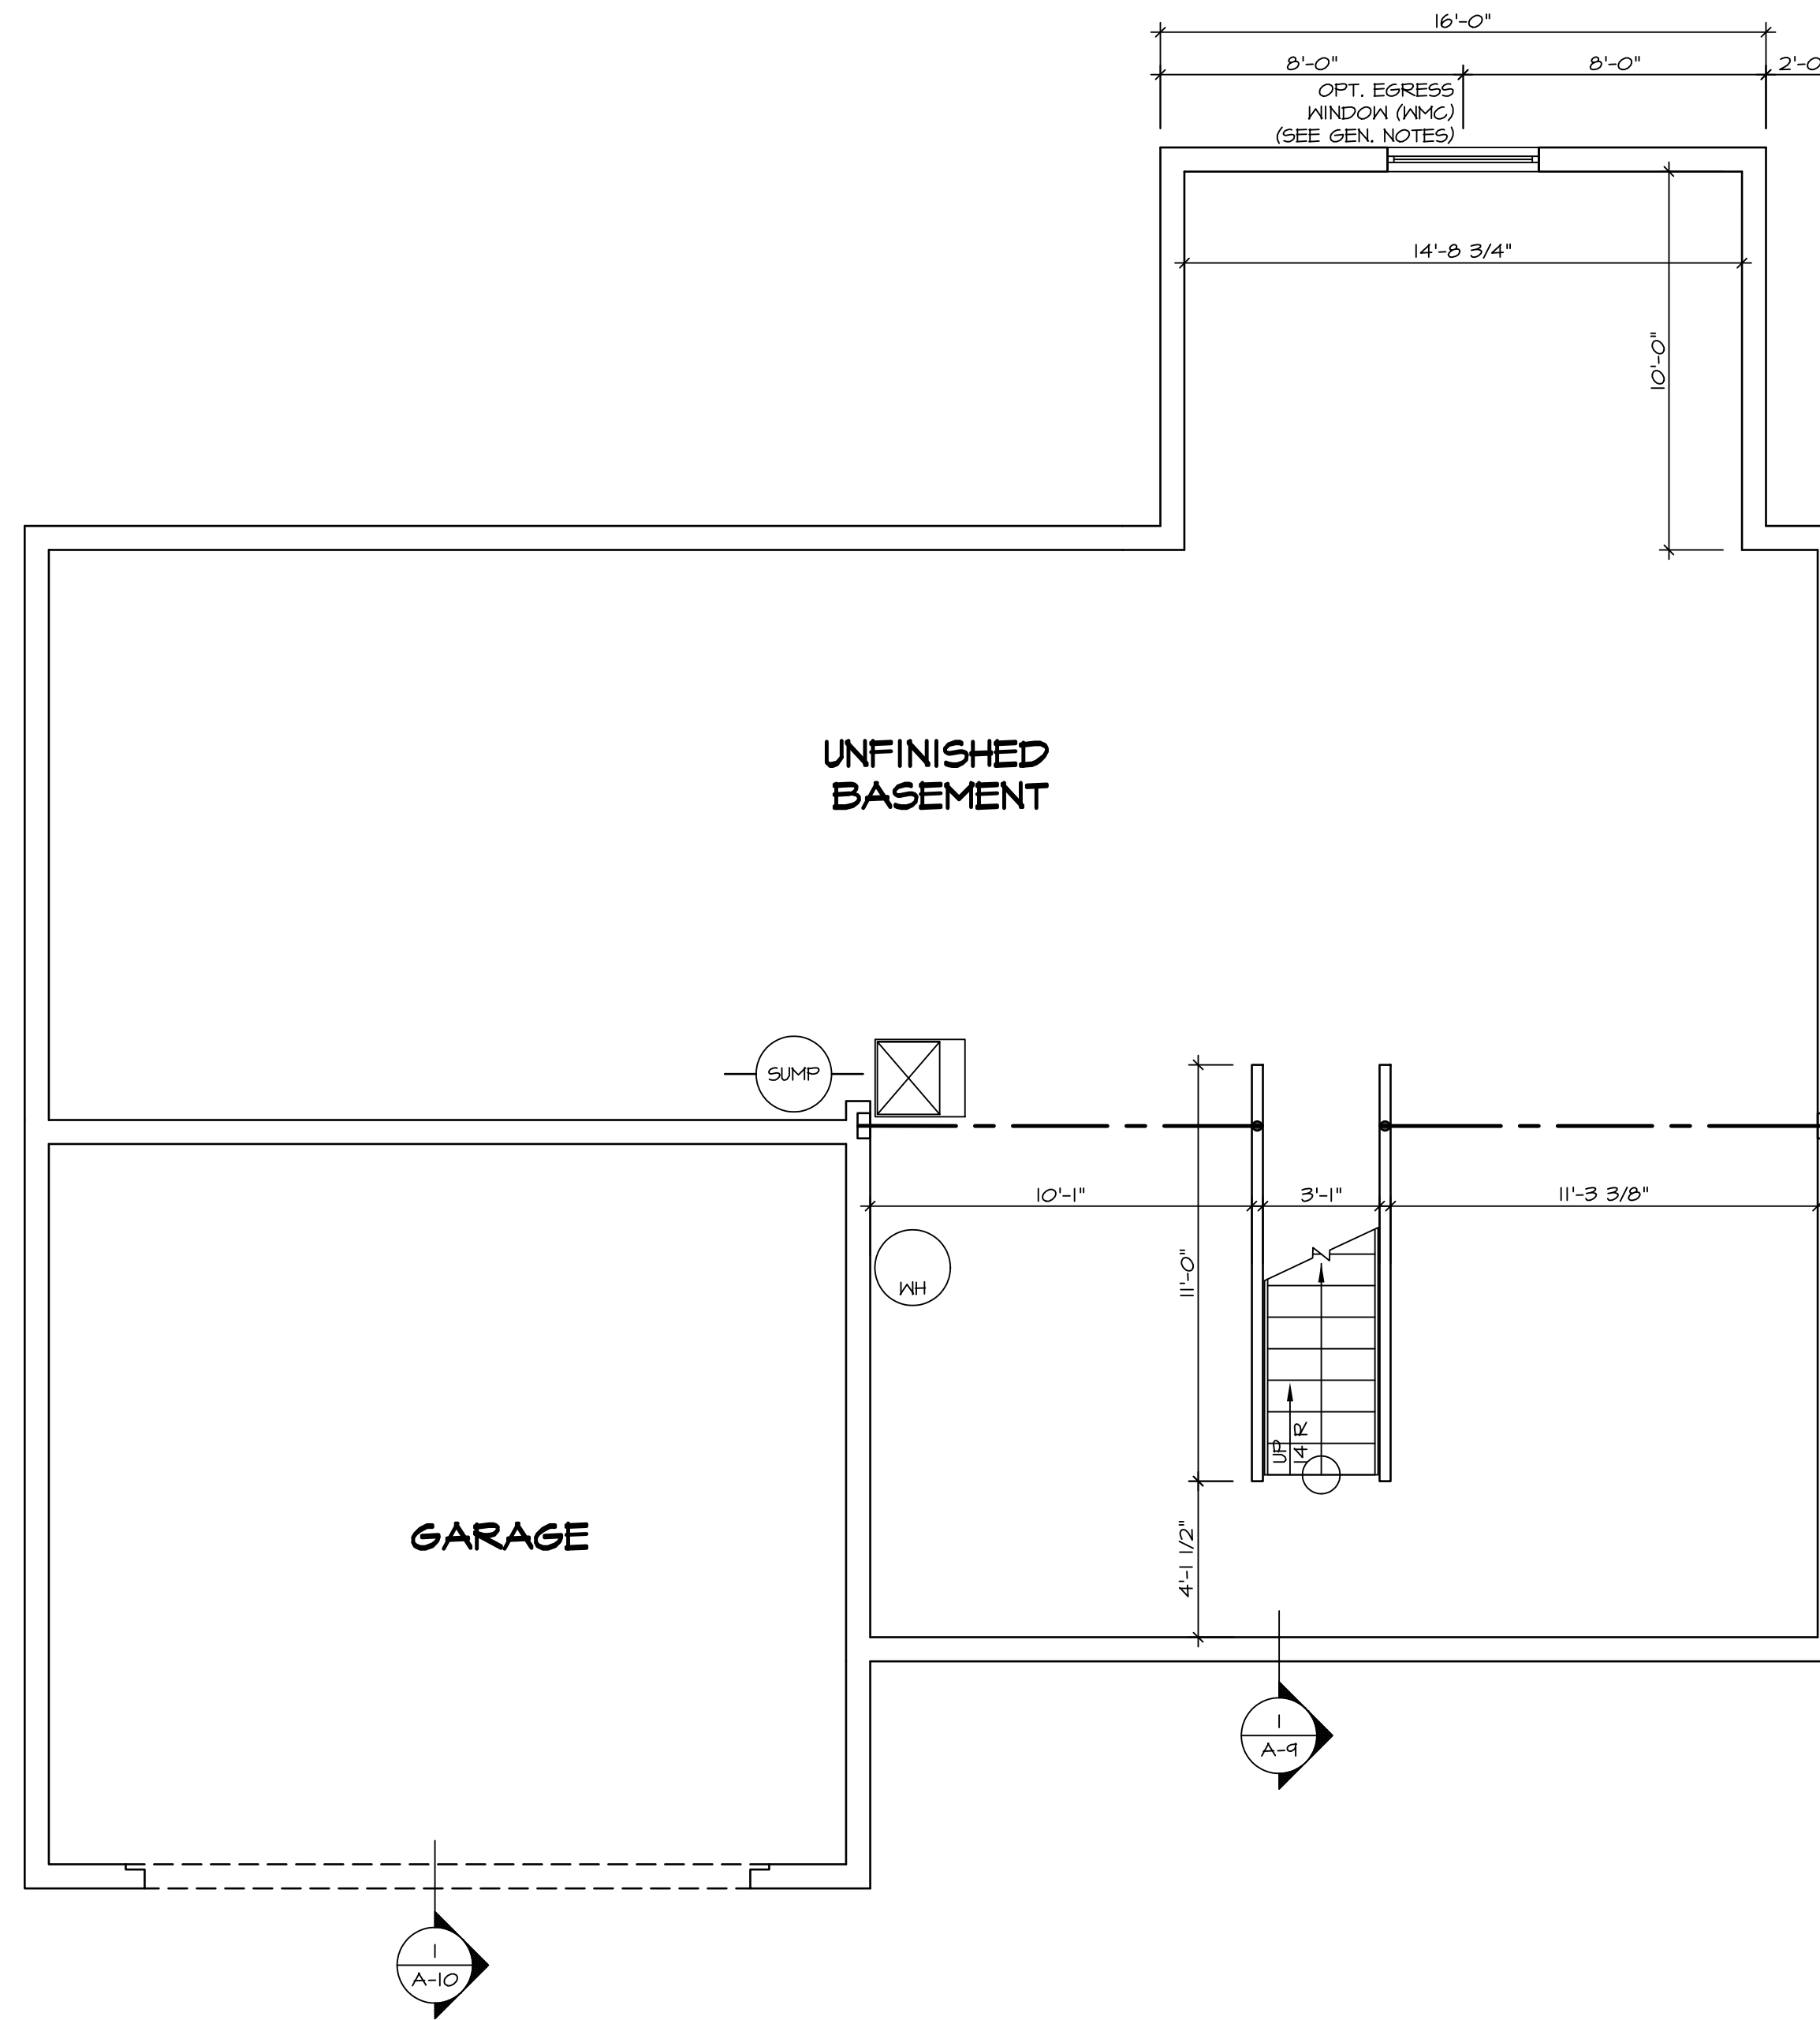 16'-0"
8'-0"
8'-0"
2'-0
OPT. EGRESS
WINDOW (WMC)
(SEE GEN. NOTES)
14'-8 3/4"
10'-0"
UNFINISHED
BASEMENT
SUMP
10'-1"
3'-1"
11'-3 3/8"
11'-0"
WH
UP
14 R
GARAGE
4'-1 1/2"
1
A-9
1
A-10